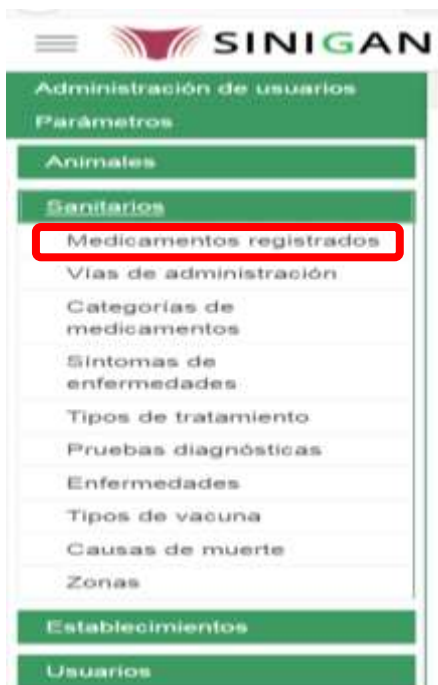 SINIGAN
Administración de usuarios
Parámetros
Animales
Sanitarios
Medicamentos registrados
Vías de administración
Categorías de
medicamentos
Síntomas de
enfermedades
Tipos de tratamiento
Pruebas diagnósticas
Enfermedades
Tipos de vacuna
Causas de muerte
Zonas
Establecimientos
Usuarios